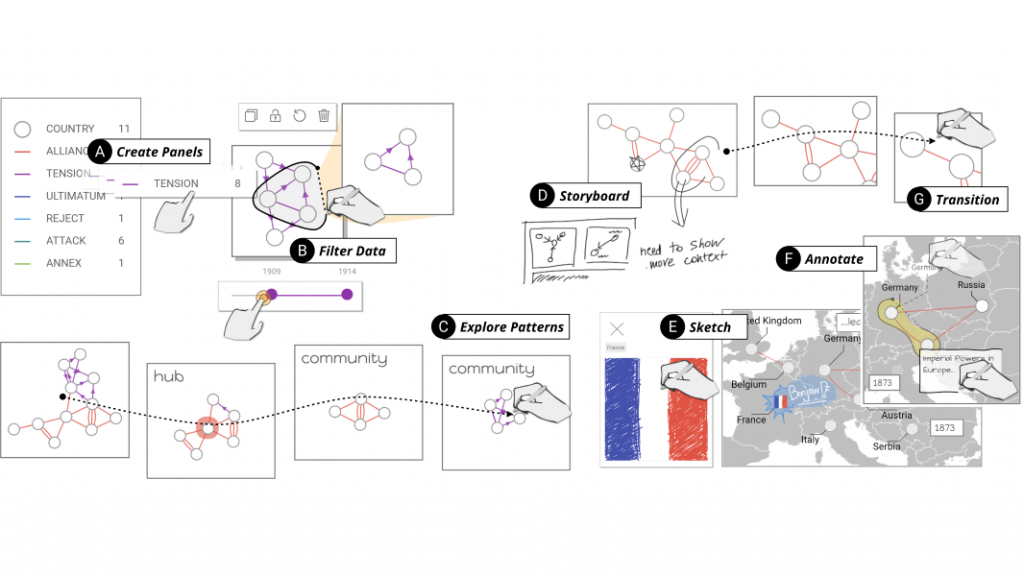 COUNTRY 11
A Create Panels
TENSION
TENSION 8
ULTIMATUM
REJECT 1
ATTACK 6
ANNEX 1
B Filter Data
1909 1914
C Explore Patterns
hub
community
community
D Storyboard
need to show
more context
G Transition
F Annotate
Germany
Russia
Imperial Powers in
Europe.
1873
E Sketch
France
Kingdom
Germany
Belgium
Bonjour!
France
Austria
Italy
Serbia
1873